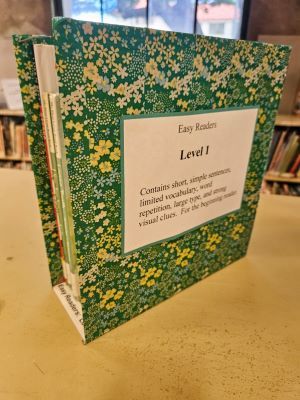 Easy Readers
Level 1
Contains short, simple sentences,
limited vocabulary, word
repetition, large type, and strong
visual clues. For the beginning reader.
Easy Readers: